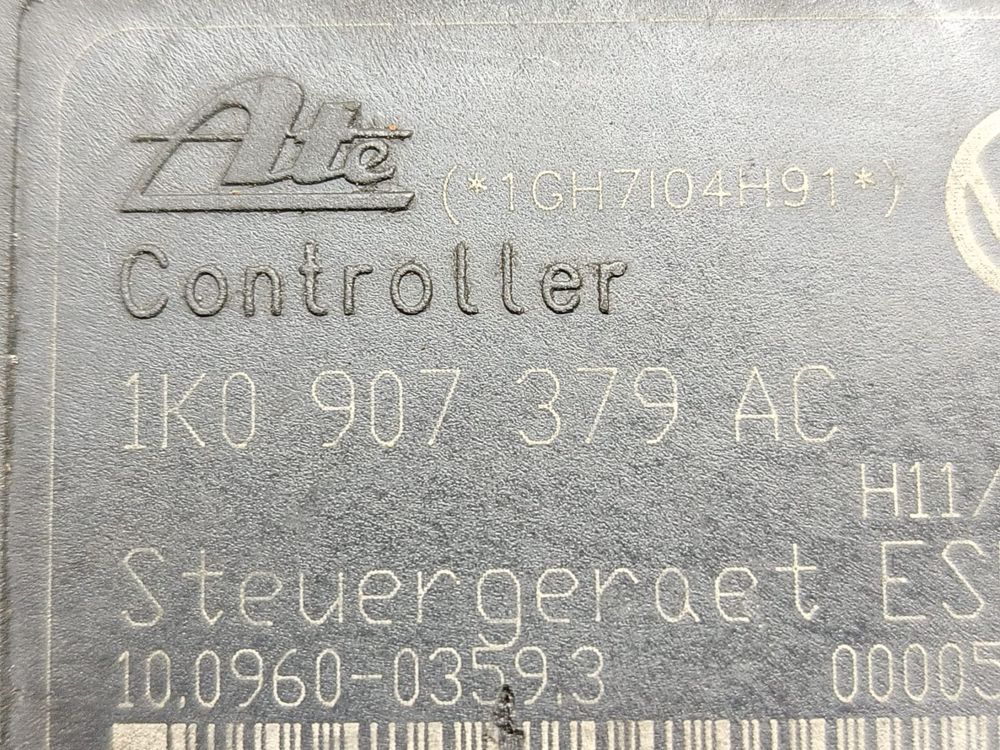 Ate (*1GH7I04H91*)
Controller
1K0 907 379 AC
H11/
Steuergeraet ES
10.0960-0359.3 00005